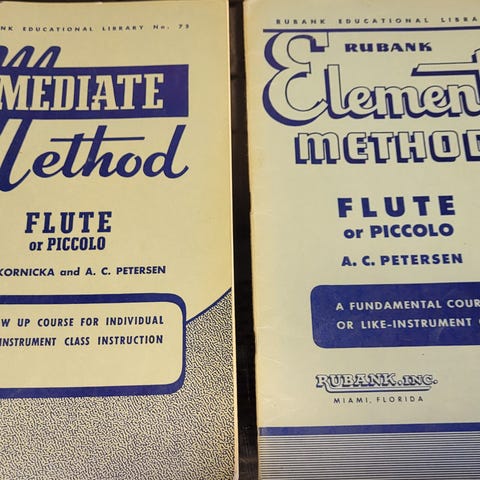 NK EDUCATIONAL LIBRARY No. 75
MEDIATE
Method
FLUTE
or PICCOLO
KORNICKA and A. C. PETERSEN
W UP COURSE FOR INDIVIDUAL
INSTRUMENT CLASS INSTRUCTION
RUBANK EDUCATIONAL LIBRA
RUBANK
Element
METHOD
FLUTE
or PICCOLO
A. C. PETERSEN
A FUNDAMENTAL COUR
OR LIKE-INSTRUMENT
RUBANK, INC.
MIAMI, FLORIDA